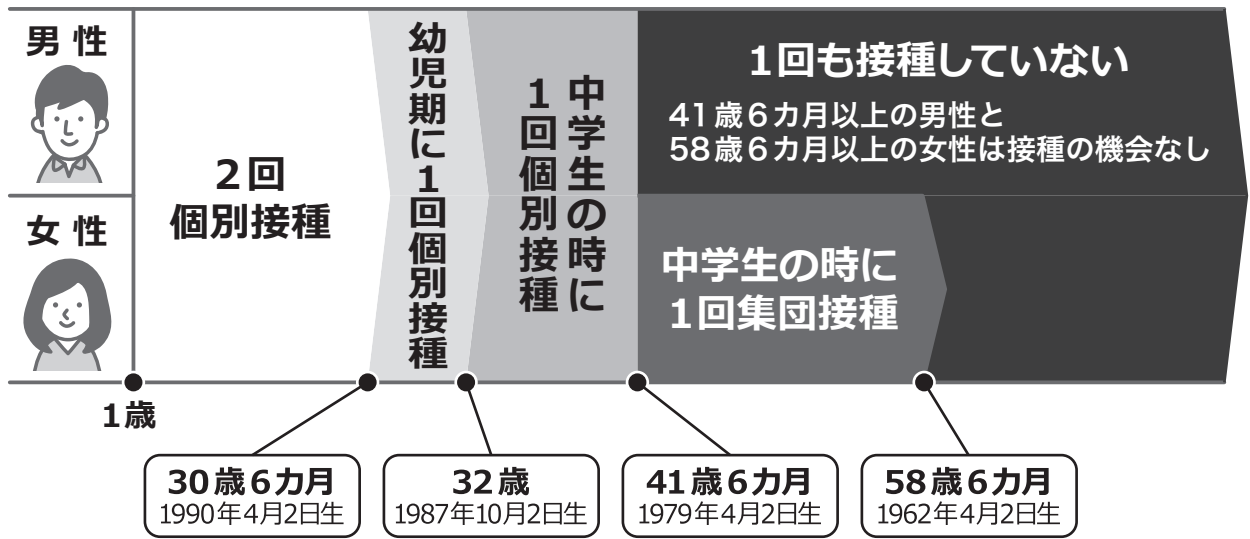 男性
女性
2回
個別接種
幼児期に1回個別接種
中学生の時に
1回個別接種
1回も接種していない
41歳6カ月以上の男性と
58歳6カ月以上の女性は接種の機会なし
中学生の時に
1回集団接種
1歳
30歳6カ月
1990年4月2日生
32歳
1987年10月2日生
41歳6カ月
1979年4月2日生
58歳6カ月
1962年4月2日生